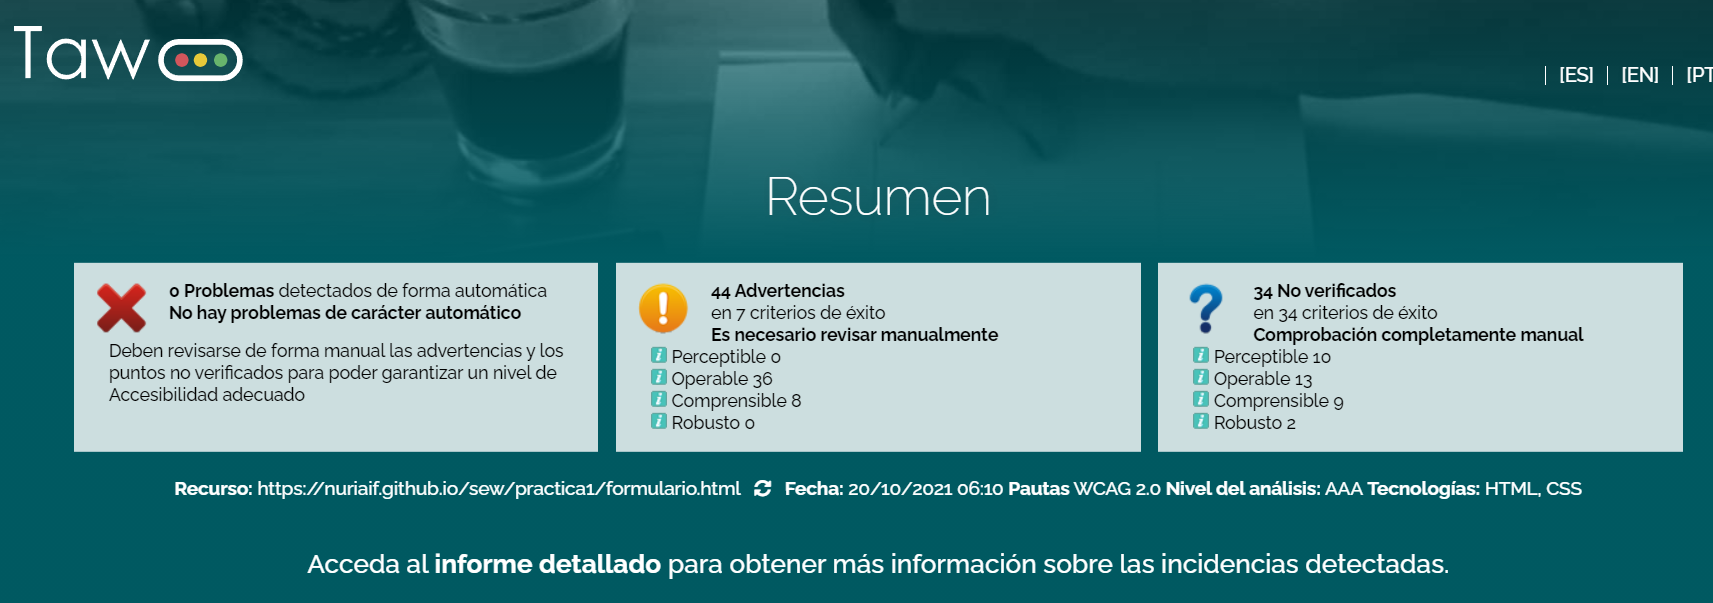 Taw
[ES] [EN] [PT
Resumen
0 Problemas detectados de forma automática
No hay problemas de carácter automático
Deben revisarse de forma manual las advertencias y los
puntos no verificados para poder garantizar un nivel de
Accesibilidad adecuado
44 Advertencias
en 7 criterios de éxito
Es necesario revisar manualmente
Perceptible 0
Operable 36
Comprensible 8
Robusto 0
34 No verificados
en 34 criterios de éxito
Comprobación completamente manual
Perceptible 10
Operable 13
Comprensible 9
Robusto 2
Recurso: https://nuriaif.github.io/sew/practica1/formulario.html Fecha: 20/10/2021 06:10 Pautas WCAG 2.0 Nivel del análisis: AAA Tecnologías: HTML, CSS
Acceda al informe detallado para obtener más información sobre las incidencias detectadas.